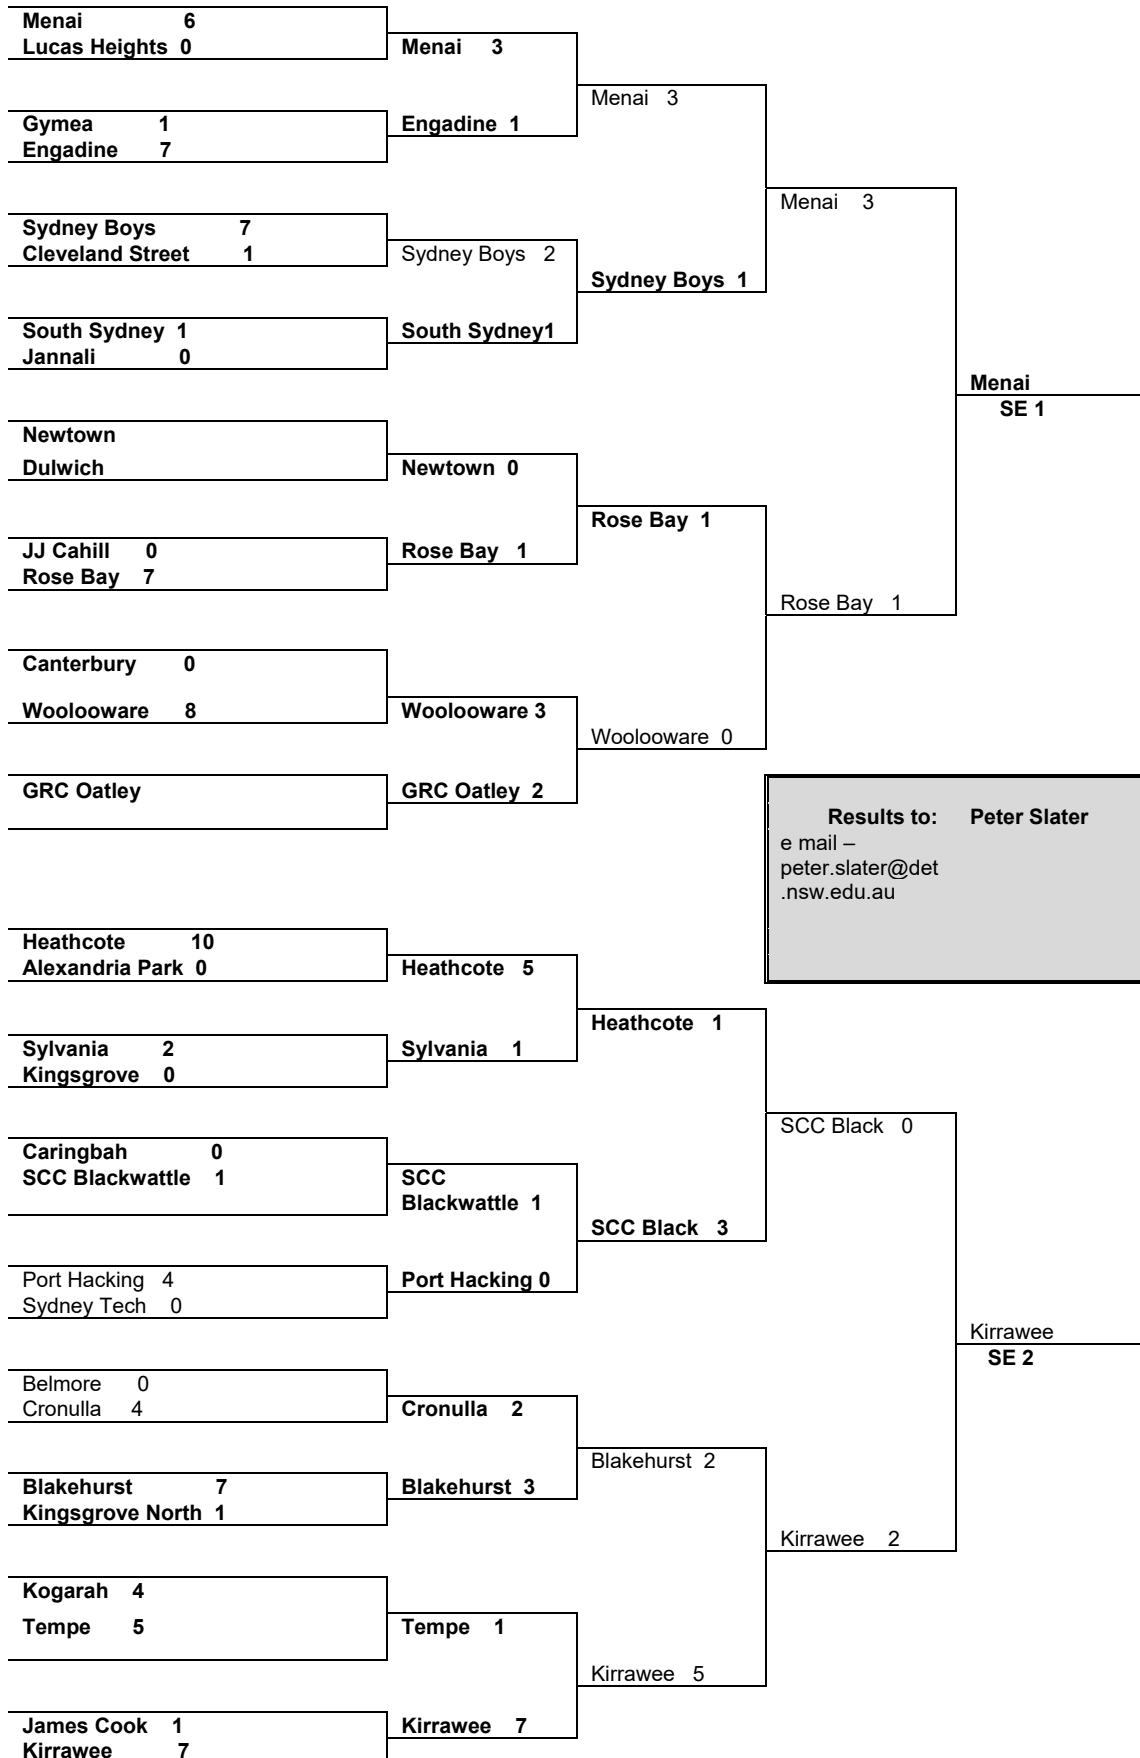 Menai 6
Lucas Heights 0
Menai 3
Menai 3
Gymea 1
Engadine 7
Engadine 1
Menai 3
Sydney Boys 7
Cleveland Street 1
Sydney Boys 2
Sydney Boys 1
South Sydney 1
Jannali 0
South Sydney1
Menai
SE 1
Newtown
Dulwich
Newtown 0
Rose Bay 1
JJ Cahill 0
Rose Bay 7
Rose Bay 1
Rose Bay 1
Canterbury 0
Woolooware 8
Woolooware 3
Woolooware 0
GRC Oatley
GRC Oatley 2
Results to: Peter Slater
e mail –
peter.slater@det
.nsw.edu.au
Heathcote 10
Alexandria Park 0
Heathcote 5
Heathcote 1
Sylvania 2
Kingsgrove 0
Sylvania 1
SCC Black 0
Caringbah 0
SCC Blackwattle 1
SCC
Blackwattle 1
SCC Black 3
Port Hacking 4
Sydney Tech 0
Port Hacking 0
Kirrawee
SE 2
Belmore 0
Cronulla 4
Cronulla 2
Blakehurst 2
Blakehurst 7
Kingsgrove North 1
Blakehurst 3
Kirrawee 2
Kogarah 4
Tempe 5
Tempe 1
Kirrawee 5
James Cook 1
Kirrawee 7
Kirrawee 7